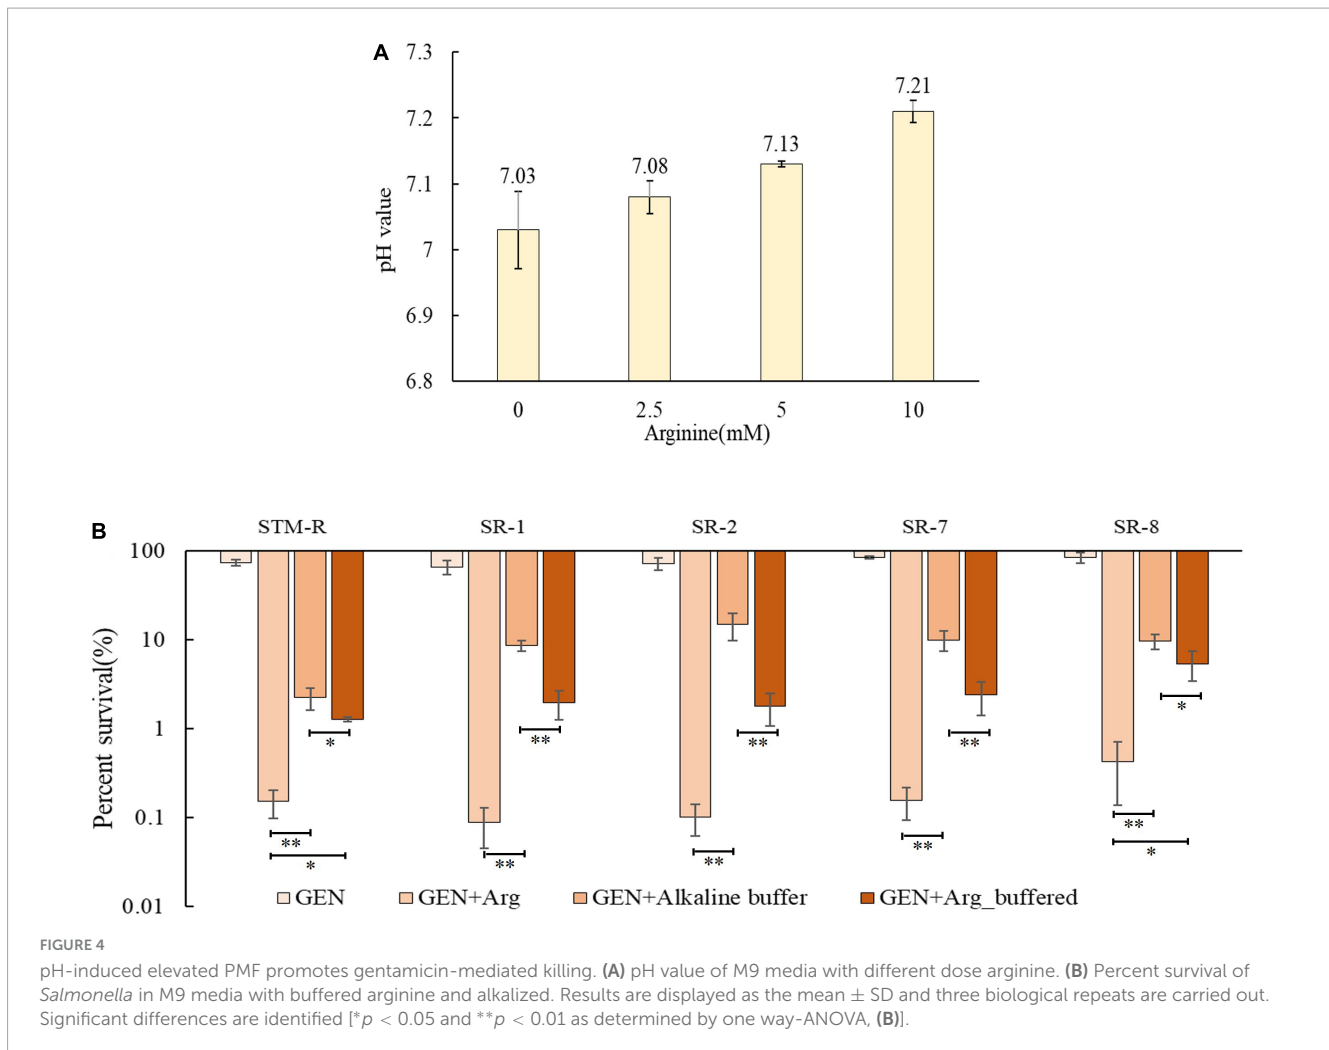 A
7.3
7.2
7.1
7
6.9
6.8
pH value
7.03
7.08
7.13
7.21
0 2.5 5 10
Arginine(mM)
B
STM-R SR-1 SR-2 SR-7 SR-8
100
10
1
0.1
0.01
Percent survival(%)
* ** ** ** *
** ** ** ** **
* *
GEN GEN+Arg GEN+Alkaline buffer GEN+Arg_buffered
FIGURE 4
pH-induced elevated PMF promotes gentamicin-mediated killing. (A) pH value of M9 media with different dose arginine. (B) Percent survival of
Salmonella in M9 media with buffered arginine and alkalized. Results are displayed as the mean ± SD and three biological repeats are carried out.
Significant differences are identified [*p < 0.05 and **p < 0.01 as determined by one way-ANOVA, (B)].